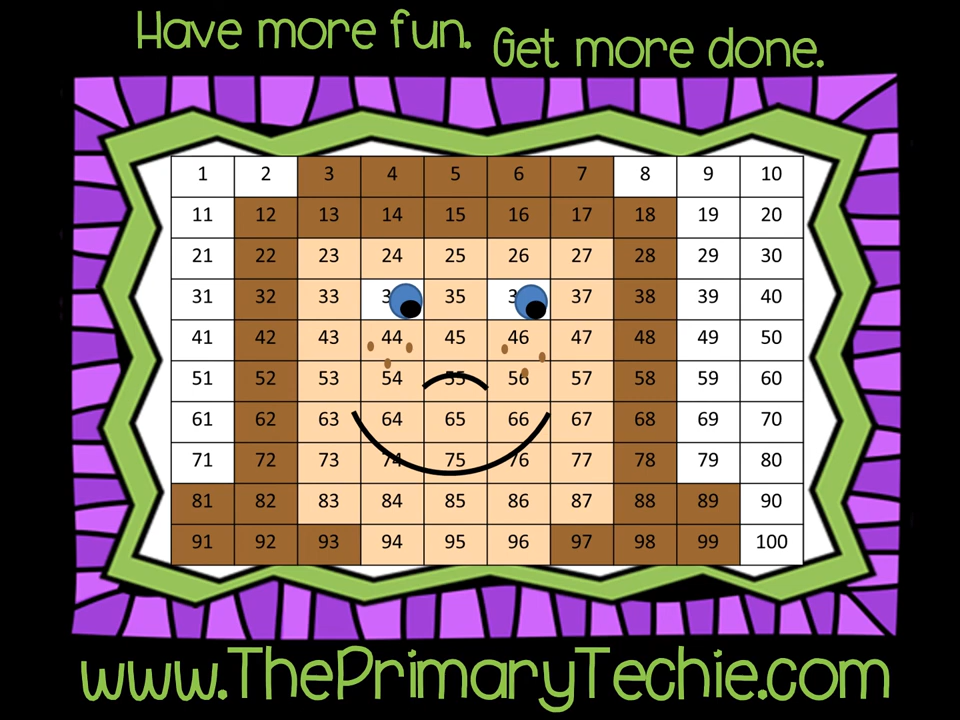 Have more fun. Get more done.
1 2 3 4 5 6 7 8 9 10
11 12 13 14 15 16 17 18 19 20
21 22 23 24 25 26 27 28 29 30
31 32 33 3 35 3 37 38 39 40
41 42 43 44 45 46 47 48 49 50
51 52 53 54 55 56 57 58 59 60
61 62 63 64 65 66 67 68 69 70
71 72 73 74 75 76 77 78 79 80
81 82 83 84 85 86 87 88 89 90
91 92 93 94 95 96 97 98 99 100
www.ThePrimaryTechie.com